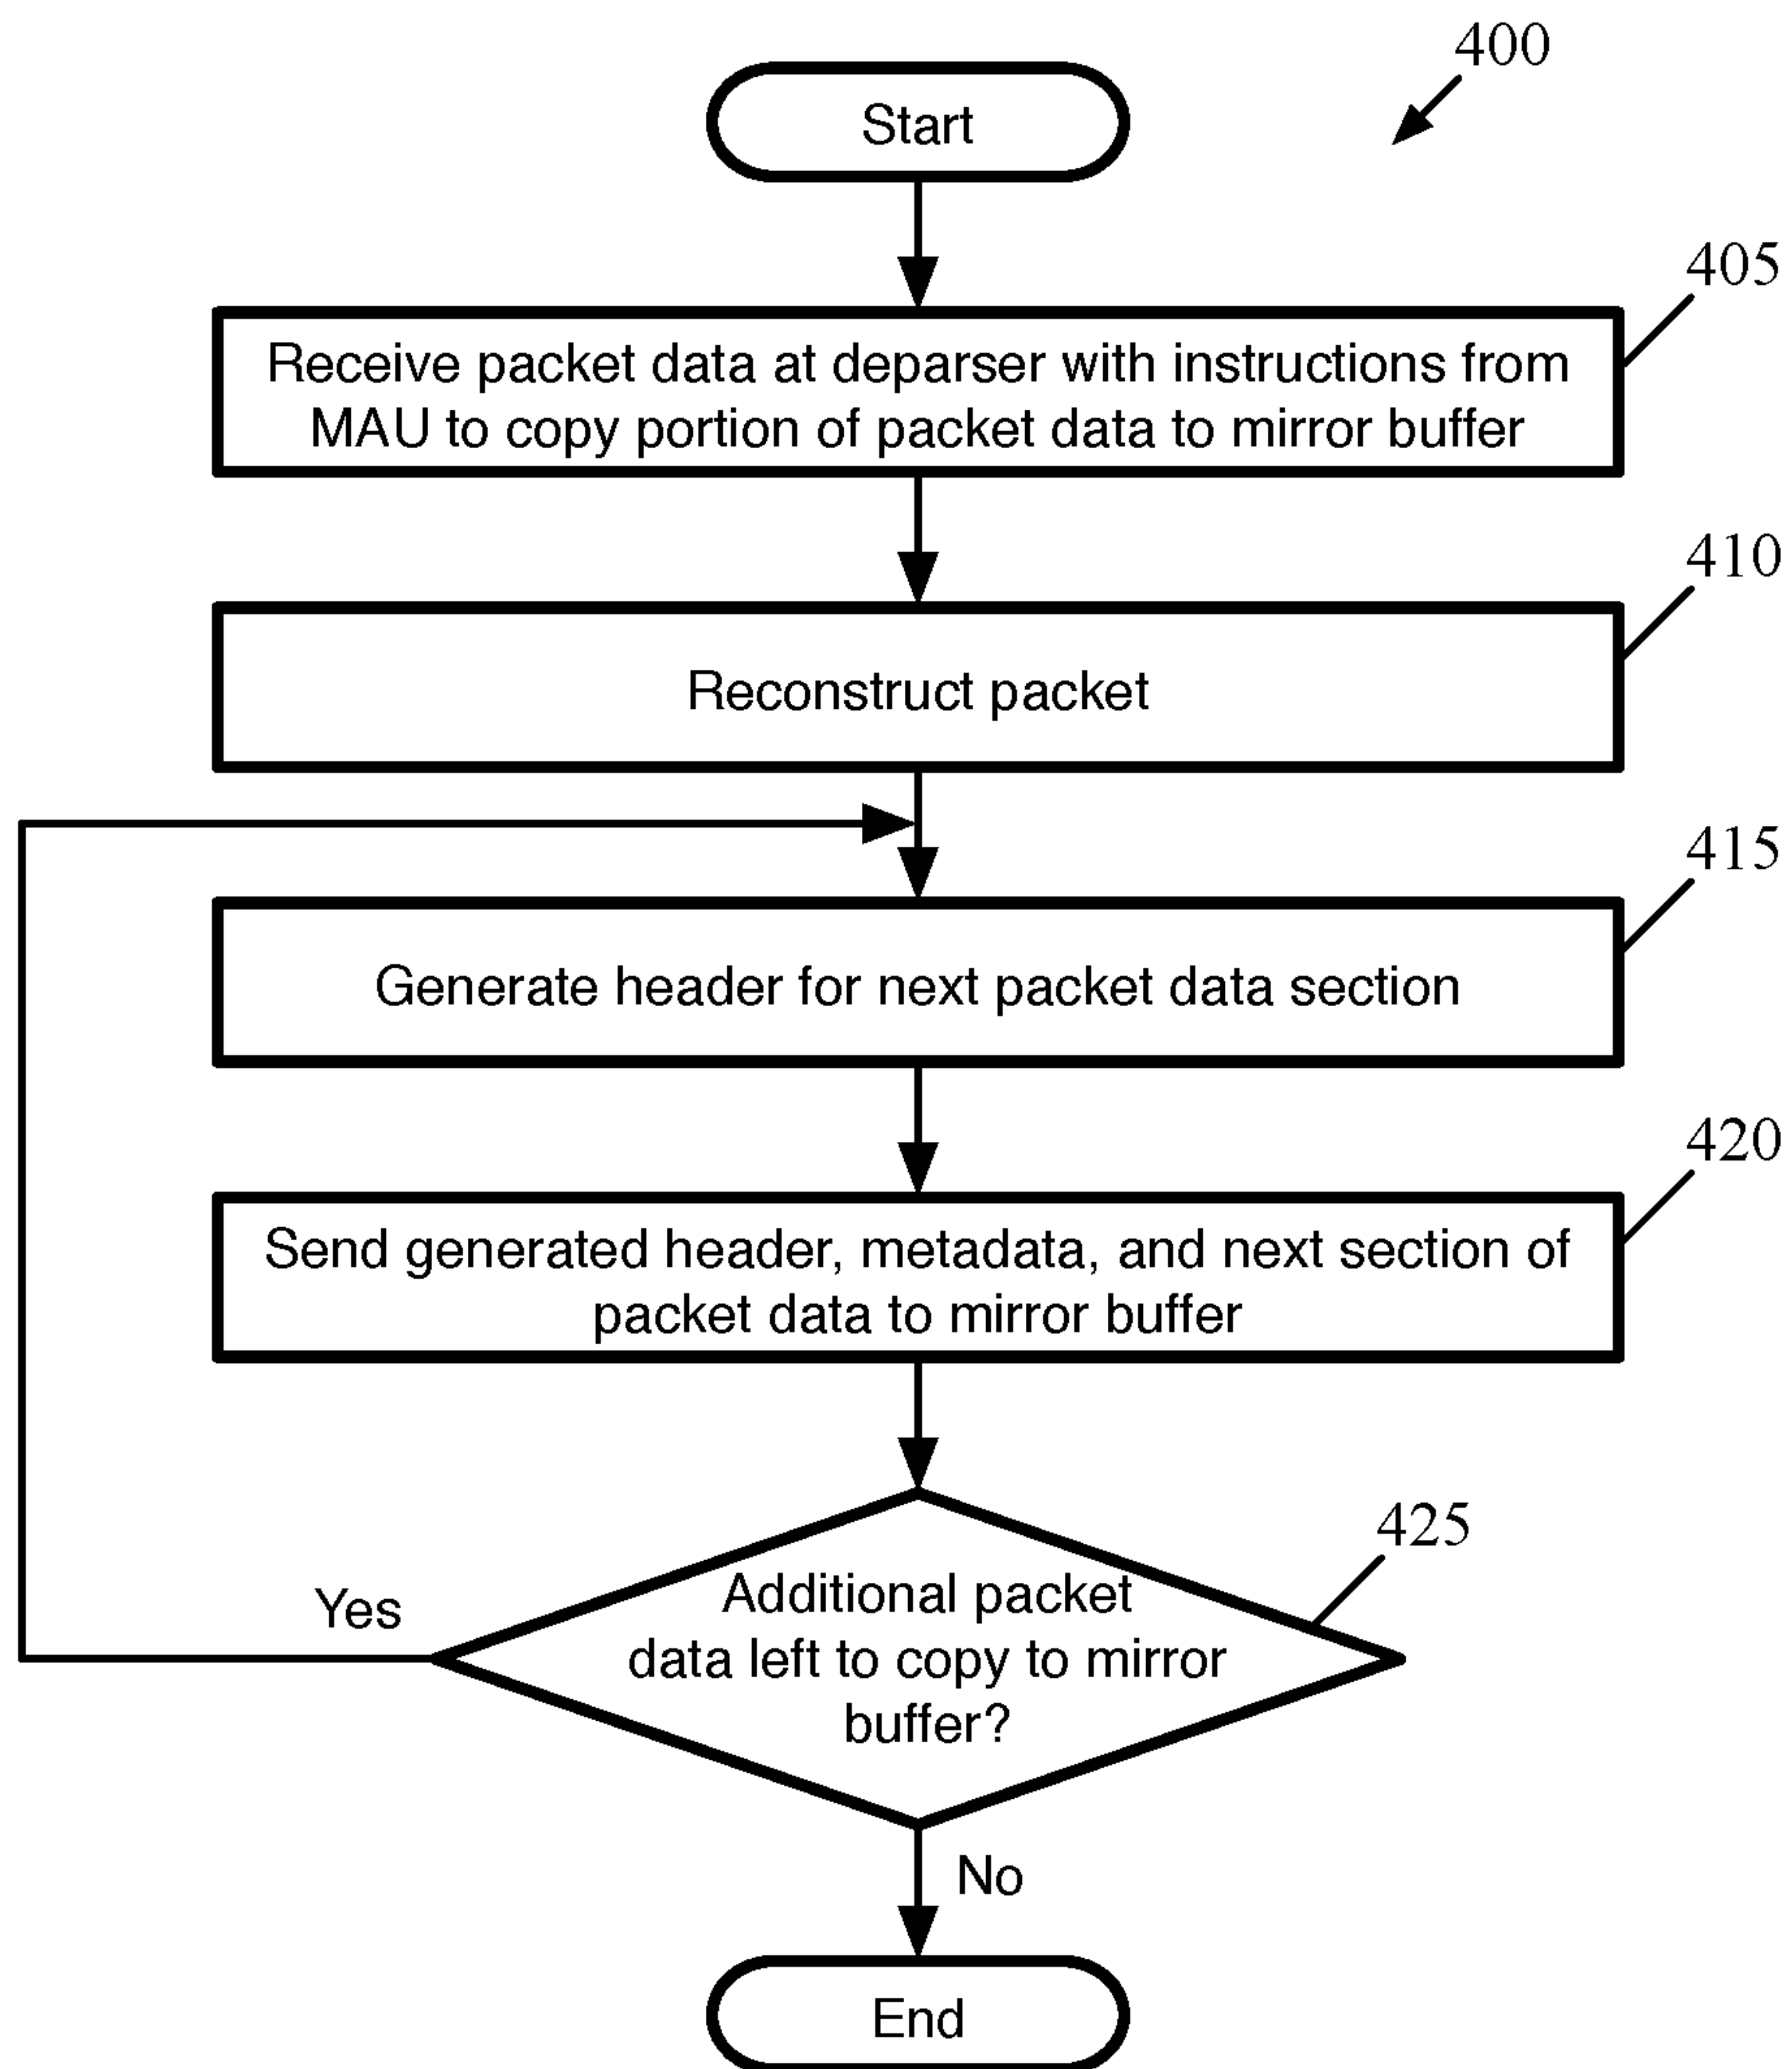 400
Start
405
Receive packet data at deparser with instructions from
MAU to copy portion of packet data to mirror buffer
410
Reconstruct packet
415
Generate header for next packet data section
420
Send generated header, metadata, and next section of
packet data to mirror buffer
425
Additional packet
data left to copy to mirror
buffer?
Yes
No
End